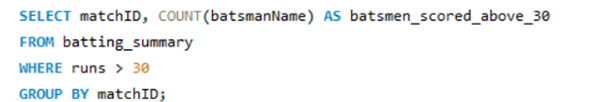 SELECT matchID, COUNT(batsmanName) AS batsmen_scored_above_30
FROM batting_summary
WHERE runs > 30
GROUP BY matchID;